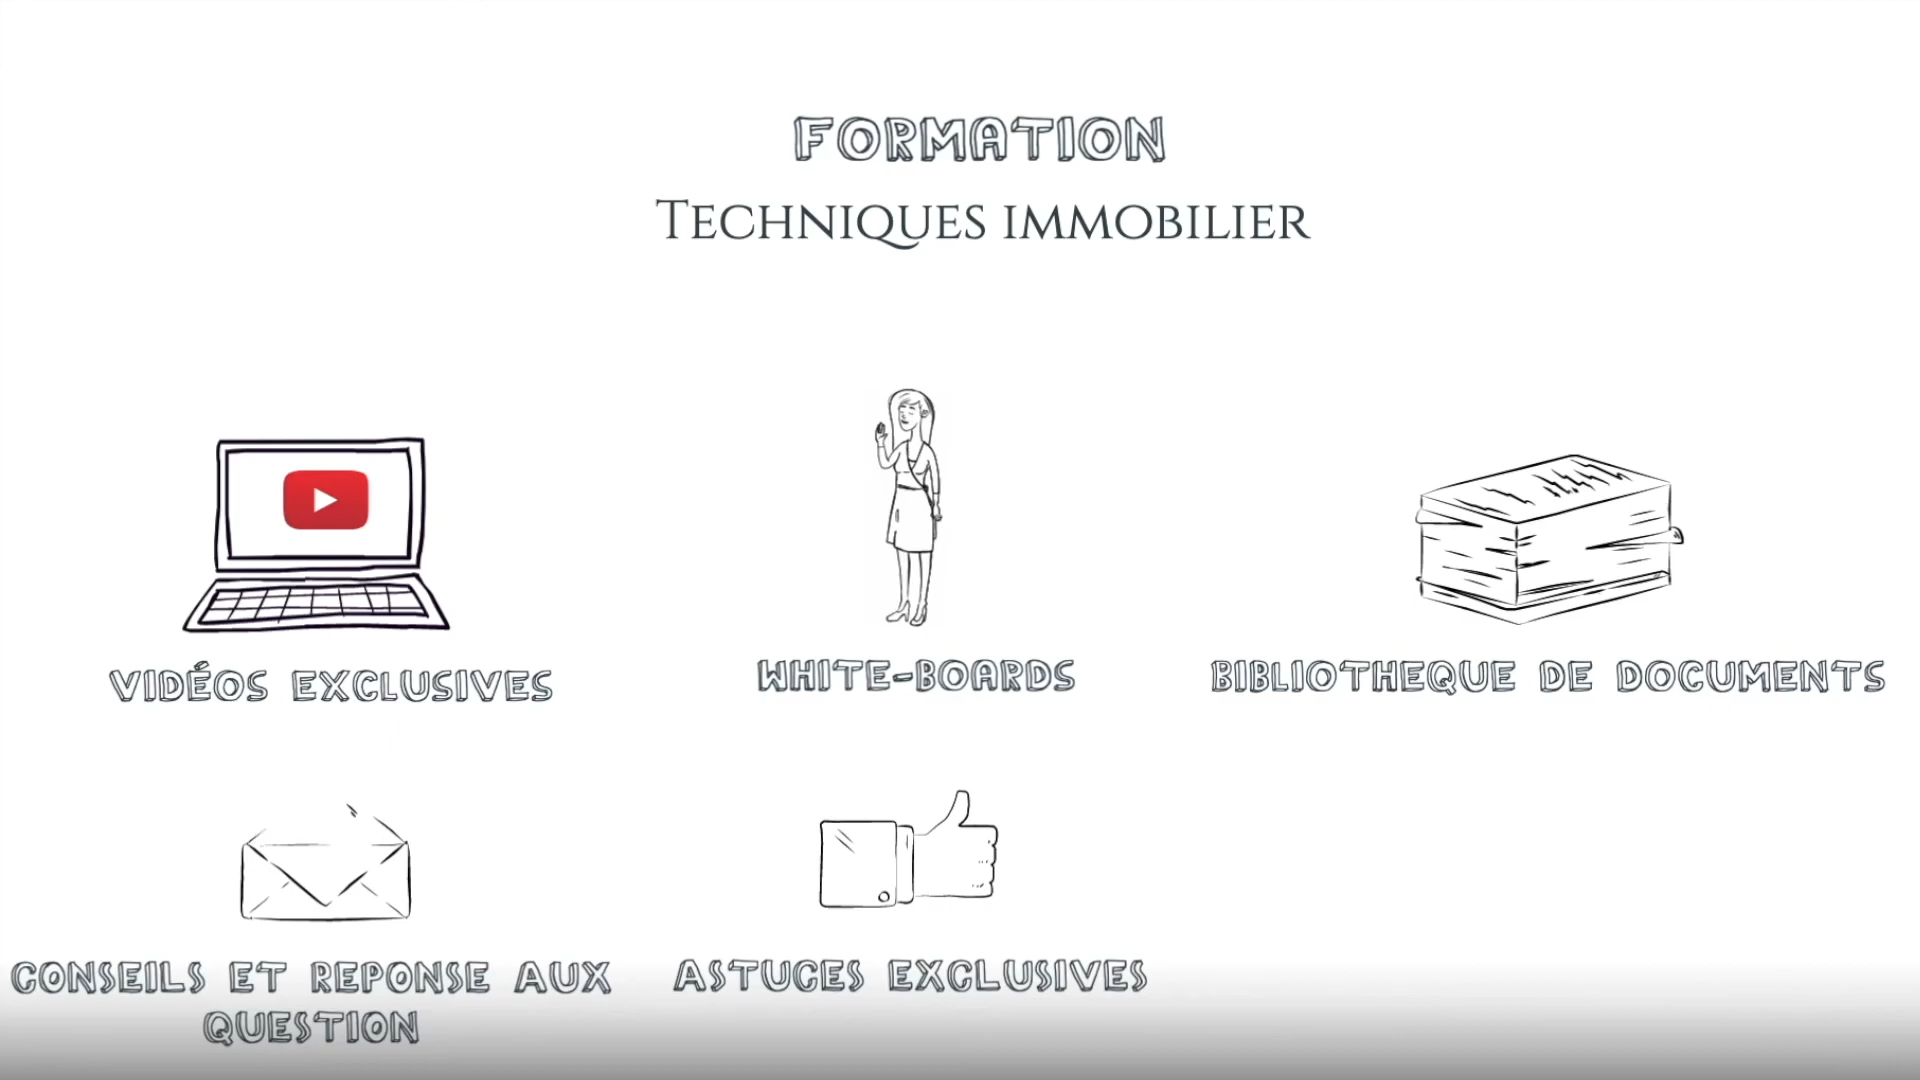 FORMATION
TECHNIQUES IMMOBILIER
VIDÉOS EXCLUSIVES
WHITE-BOARDS
BIBLIOTHEQUE DE DOCUMENTS
CONSEILS ET REPONSE AUX
QUESTION
ASTUCES EXCLUSIVES